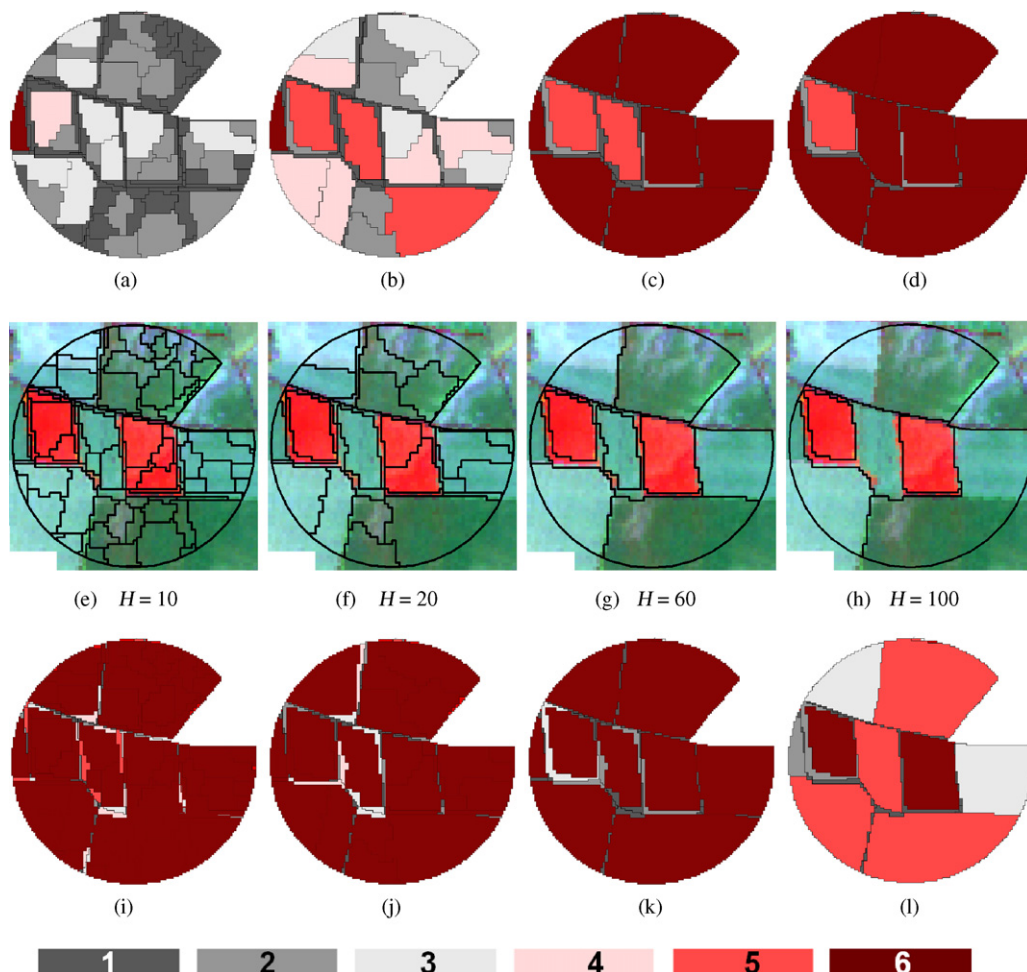 (a) (b) (c) (d)
(e) H = 10 (f) H = 20 (g) H = 60 (h) H = 100
(i) (j) (k) (l)
1 2 3 4 5 6